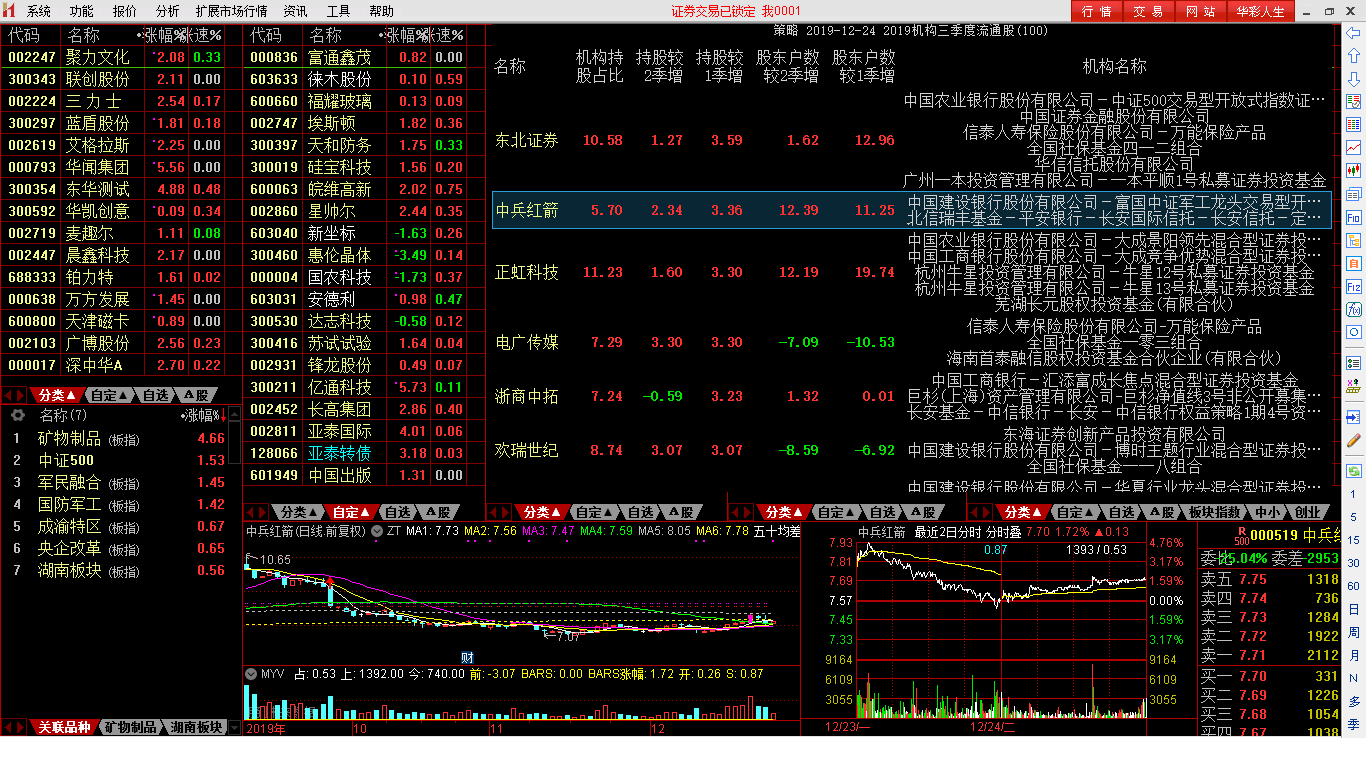 系统 功能 报价 分析 扩展市场行情 资讯 工具 帮助 证券交易已锁定 我0001 行情 交易 网站 华彩人生
代码 名称 涨幅% 涨速%
002247 聚力文化 2.08 0.33
300343 联创股份 2.11 0.00
002224 三力士 2.54 0.17
300297 蓝盾股份 1.81 0.18
002619 艾格拉斯 2.25 0.00
000793 华闻集团 5.56 0.00
300354 东华测试 4.88 0.48
300592 华凯创意 0.09 0.34
002719 麦趣尔 1.11 0.08
002447 晨鑫科技 2.17 0.00
688333 铂力特 1.61 0.02
000638 万方发展 1.45 0.00
600800 天津磁卡 0.89 0.00
002103 广博股份 2.56 0.23
000017 深中华A 2.70 0.22
分类▲ 自定▲ 自选 A股
名称(7) 涨幅%↓
1 矿物制品 (板指) 4.66
2 中证500 1.53
3 军民融合 (板指) 1.45
4 国防军工 (板指) 1.42
5 成渝特区 (板指) 0.67
6 央企改革 (板指) 0.65
7 湖南板块 (板指) 0.56
关联品种 矿物制品 湖南板块
代码 名称 涨幅% 涨速%
000836 富通鑫茂 0.82 0.00
603633 徕木股份 0.10 0.59
600660 福耀玻璃 0.13 0.09
002747 埃斯顿 1.82 0.36
300397 天和防务 1.75 0.33
300019 硅宝科技 1.56 0.20
600063 皖维高新 2.02 0.75
002860 星帅尔 2.44 0.35
603040 新坐标 -1.63 0.26
300460 惠伦晶体 -3.49 0.14
000004 国农科技 -1.73 0.37
603031 安德利 0.98 0.47
300530 达志科技 -0.58 0.12
300416 苏试试验 1.64 0.04
002931 锋龙股份 0.49 0.07
300211 亿通科技 5.73 0.11
002452 长高集团 2.86 0.40
002811 亚泰国际 4.01 0.06
128066 亚泰转债 3.18 0.03
601949 中国出版 1.31 0.00
分类▲ 自定▲ 自选 A股
策略 2019-12-24 2019机构三季度流通股(100)
名称 机构持股占比 持股较2季增 持股较1季增 股东户数较2季增 股东户数较1季增 机构名称
中国农业银行股份有限公司－中证500交易型开放式指数证…
中国证券金融股份有限公司
信泰人寿保险股份有限公司－万能保险产品
东北证券 10.58 1.27 3.59 1.62 12.96
全国社保基金四一二组合
华信信托股份有限公司
广州一本投资管理有限公司－一本平顺1号私募证券投资基金
中兵红箭 5.70 2.34 3.36 12.39 11.25
中国建设银行股份有限公司－富国中证军工龙头交易型开…
北信瑞丰基金－平安银行－长安国际信托－长安信托－定…
中国农业银行股份有限公司－大成景阳领先混合型证券投…
中国工商银行股份有限公司－大成竞争优势混合型证券投…
正虹科技 11.23 1.60 3.30 12.19 19.74
杭州牛星投资管理有限公司－牛星12号私募证券投资基金
杭州牛星投资管理有限公司－牛星13号私募证券投资基金
芜湖长元股权投资基金(有限合伙)
信泰人寿保险股份有限公司-万能保险产品
电广传媒 7.29 3.30 3.30 -7.09 -10.53
全国社保基金一零三组合
海南首泰融信股权投资基金合伙企业(有限合伙)
中国工商银行－汇添富成长焦点混合型证券投资基金
浙商中拓 7.24 -0.59 3.23 1.32 0.01
巨杉(上海)资产管理有限公司-巨杉净值线3号非公开募集…
长安基金－中信银行－长安－中信银行权益策略1期4号资…
东海证券创新产品投资有限公司
欢瑞世纪 8.74 3.07 3.07 -8.59 -6.92
中国建设银行股份有限公司－博时主题行业混合型证券投…
全国社保基金一一八组合
中国建设银行股份有限公司－华夏行业龙头混合型证券投…
分类▲ 自定▲ 自选 A股
分类▲ 自定▲ 自选 A股
分类▲ 自定▲ 自选 A股 板块指数 中小 创业
中兵红箭(日线.前复权) ZT MA1: 7.73 MA2: 7.56 MA3: 7.47 MA4: 7.59 MA5: 8.05 MA6: 7.78 五十均差
10.65
7.07
财
MYV 占: 0.53 上: 1392.00 今: 740.00 前: -3.07 BARS: 0.00 BARS涨幅: 1.72 开: 0.26 S: 0.87
2019年 10 11 12
中兵红箭 最近2日分时 分时叠 7.70 1.72% ▲0.13
0.87 1393 / 0.53
7.93 4.76%
7.81 3.17%
7.69 1.59%
7.57 0.00%
7.45 1.59%
7.33 3.17%
9164 9164
6109 6109
3055 3055
12/23/一 12/24/二
R 500 000519 中兵红
委比 25.04% 委差 -2953
卖五 7.75 1318
卖四 7.74 736
卖三 7.73 1284
卖二 7.72 1922
卖一 7.71 2112
买一 7.70 331
买二 7.69 1226
买三 7.68 1054
买四 7.67 1038
F10
自
F12
f(x)
1
5
15
30
60
日
周
月
N
多
季